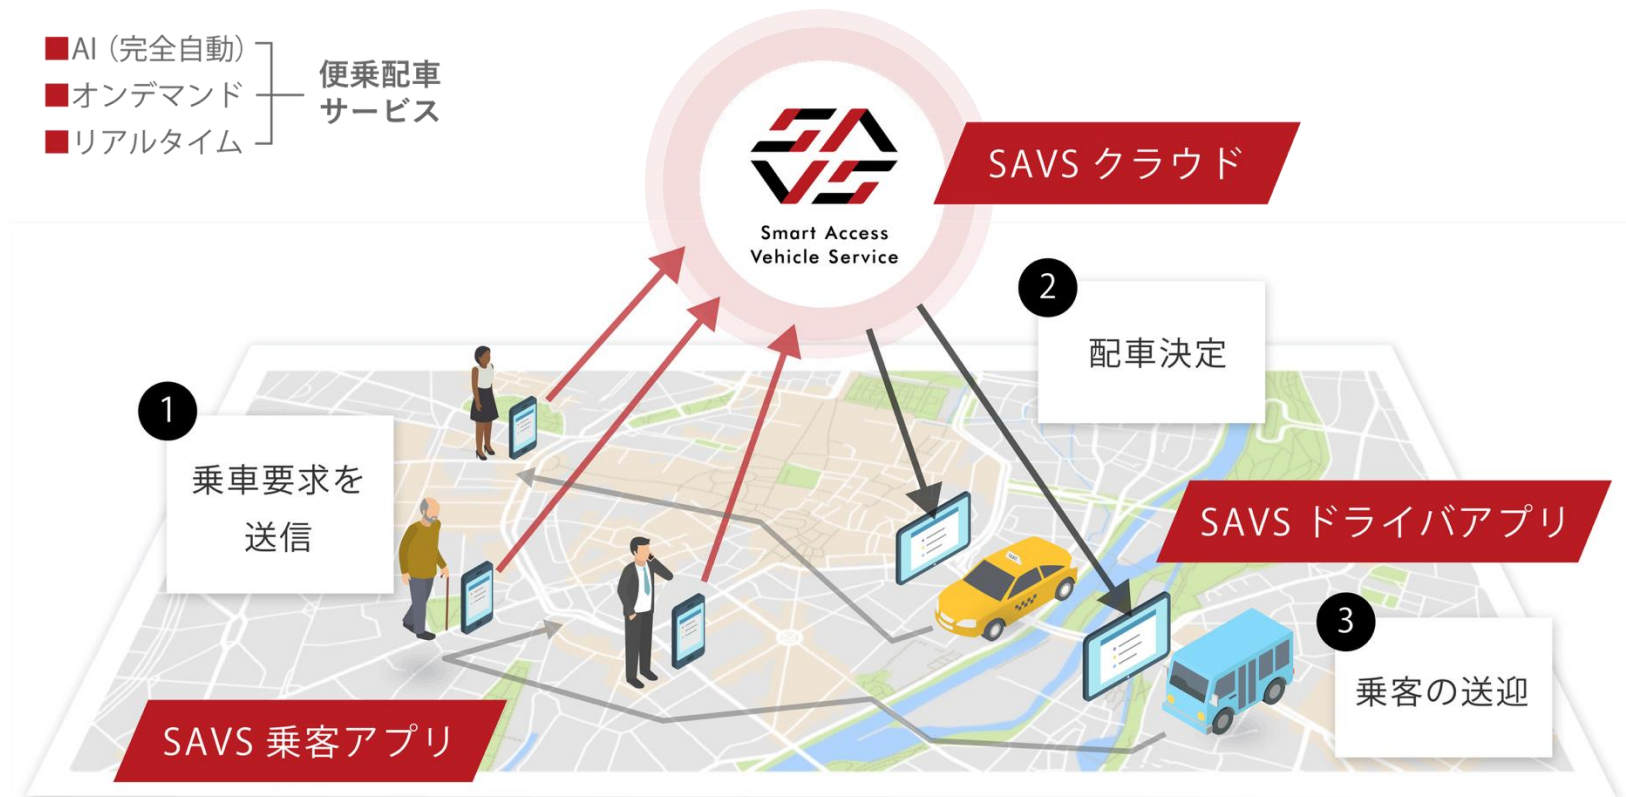 ■AI（完全自動）
■オンデマンド
■リアルタイム
便乗配車
サービス
SAVS
Smart Access
Vehicle Service
SAVS クラウド
1
乗車要求を
送信
2
配車決定
SAVS ドライバアプリ
3
乗客の送迎
SAVS 乗客アプリ